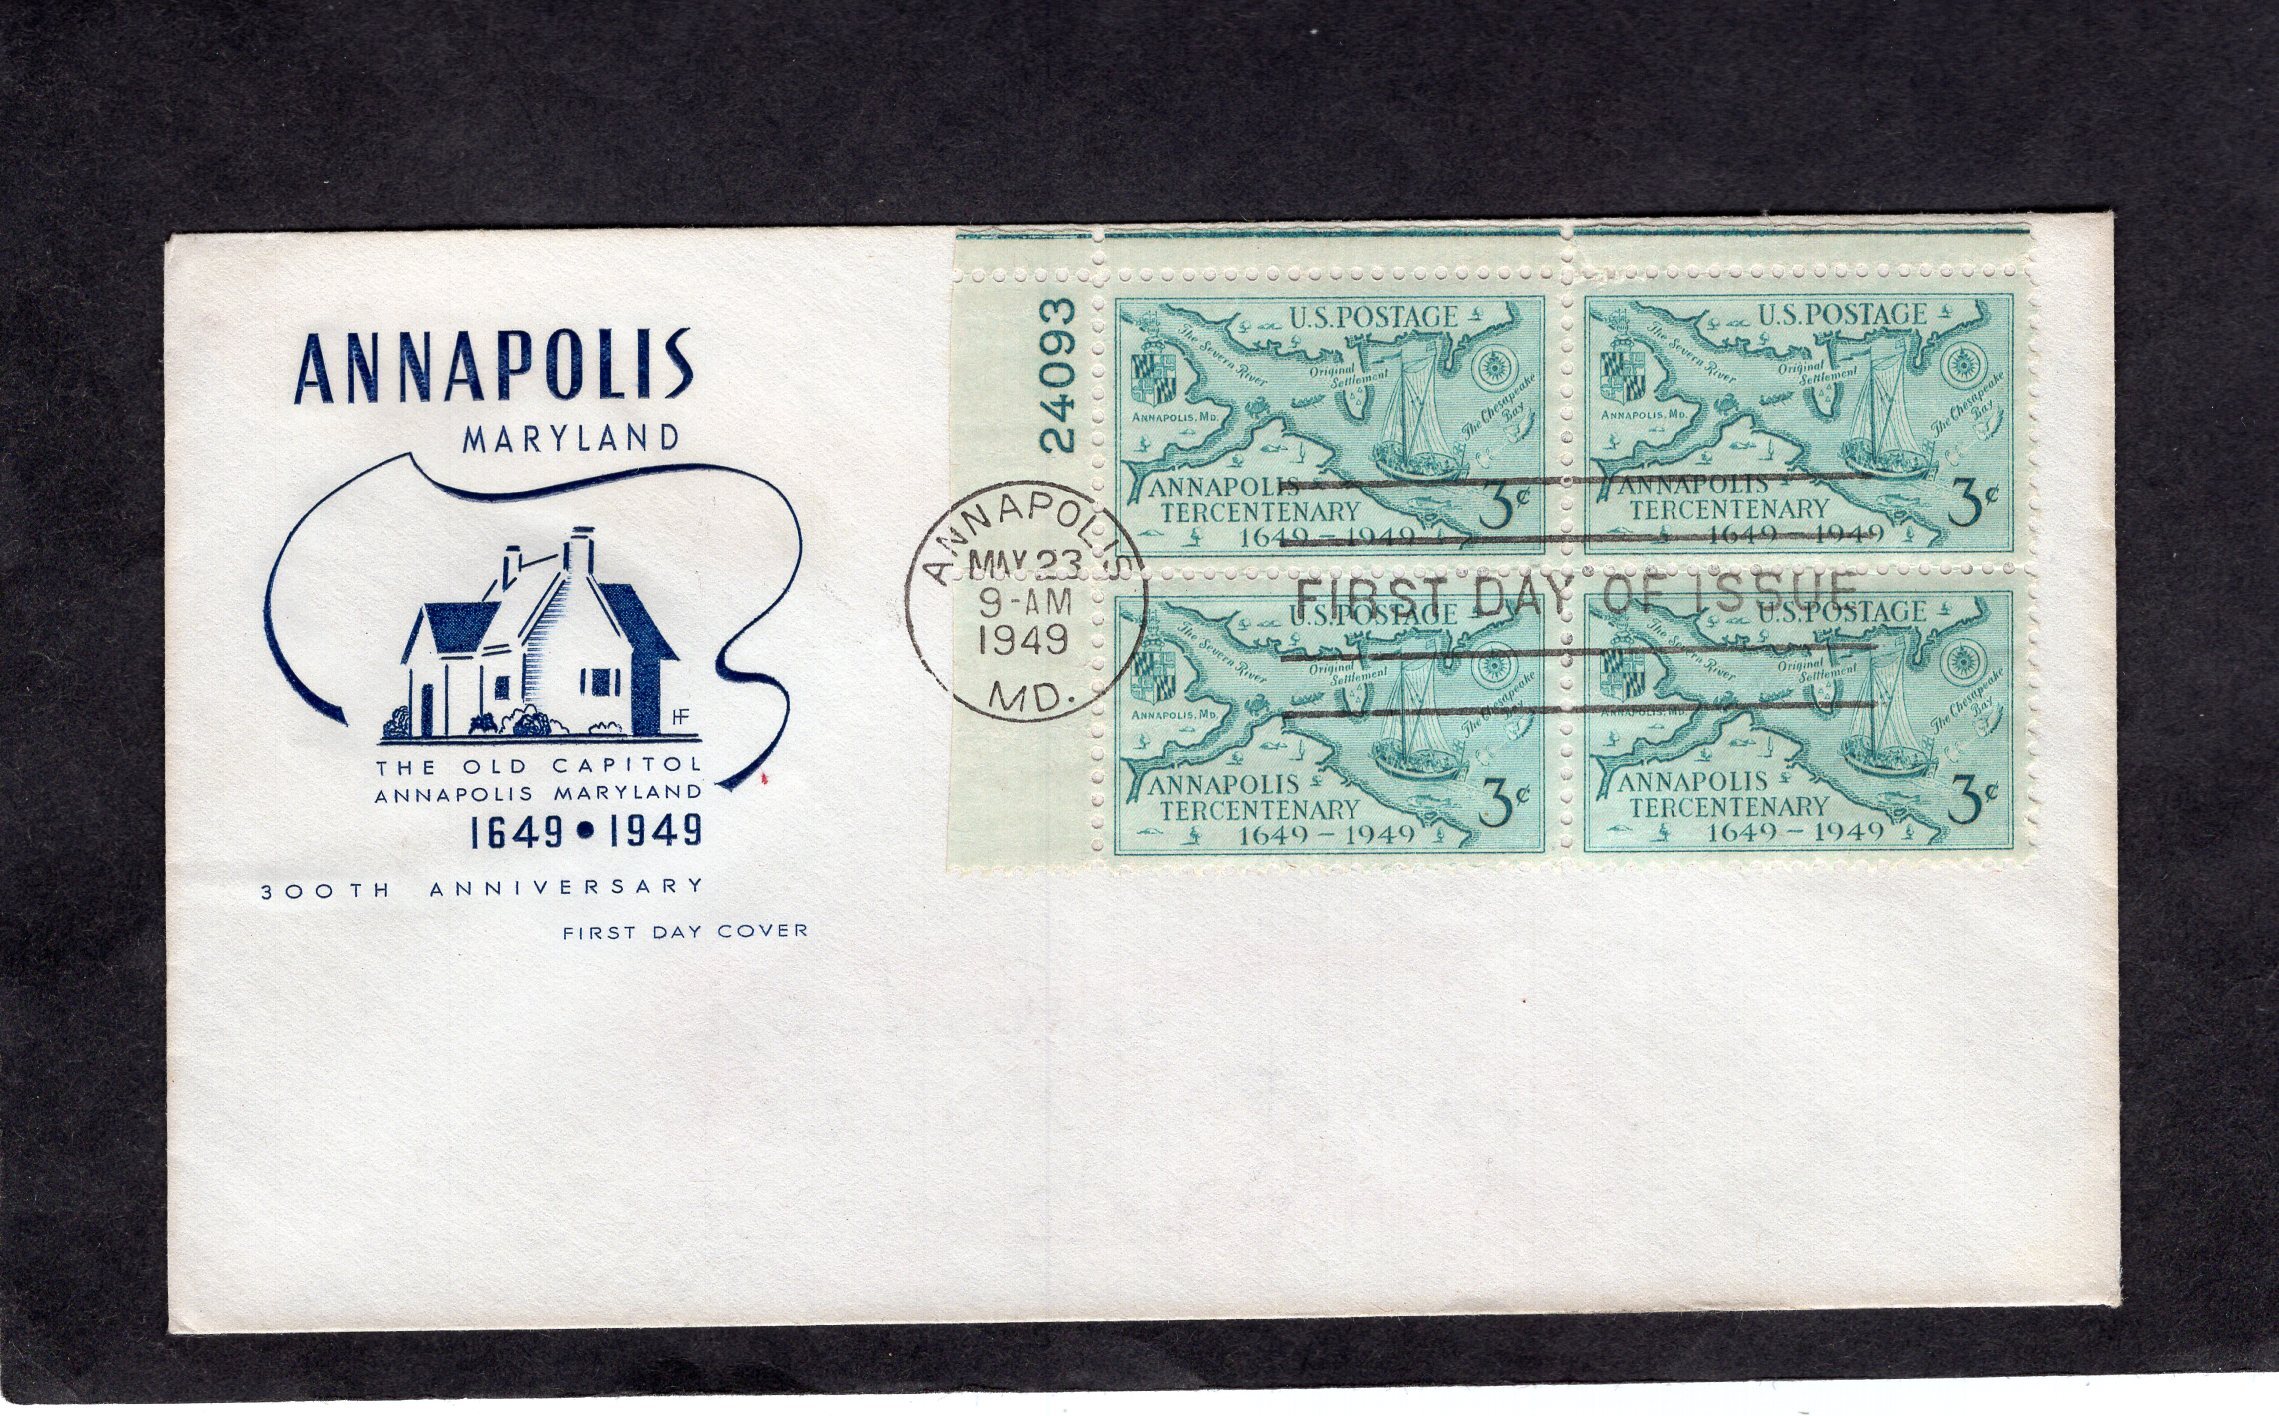 ANNAPOLIS
MARYLAND
HF
THE OLD CAPITOL
ANNAPOLIS MARYLAND
1649 • 1949
300TH ANNIVERSARY
FIRST DAY COVER
ANNAPOLIS
MAY 23
9-AM
1949
MD.
FIRST DAY OF ISSUE
24093
U.S. POSTAGE
The Severn River
Original
Settlement
ANNAPOLIS, MD.
The Chesapeake
Bay
ANNAPOLIS
TERCENTENARY
1649 – 1949
3¢
U.S. POSTAGE
The Severn River
Original
Settlement
ANNAPOLIS, MD.
The Chesapeake
Bay
ANNAPOLIS
TERCENTENARY
1649 – 1949
3¢
U.S. POSTAGE
The Severn River
Original
Settlement
ANNAPOLIS, MD.
The Chesapeake
Bay
ANNAPOLIS
TERCENTENARY
1649 – 1949
3¢
U.S. POSTAGE
The Severn River
Original
Settlement
ANNAPOLIS, MD.
The Chesapeake
Bay
ANNAPOLIS
TERCENTENARY
1649 – 1949
3¢